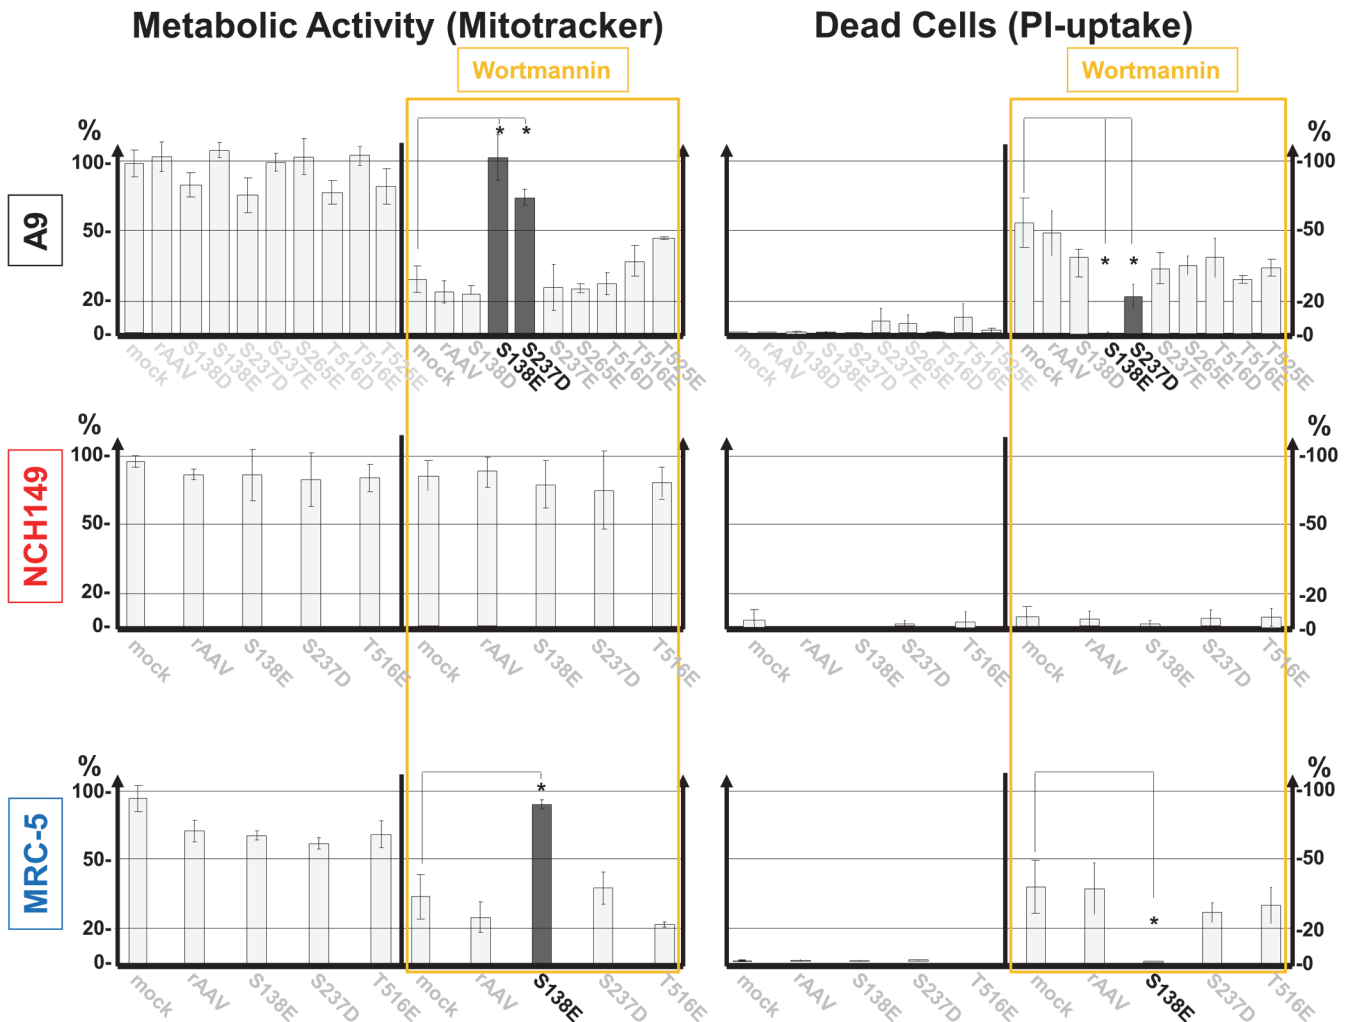 Metabolic Activity (Mitotracker)
Dead Cells (PI-uptake)
Wortmannin
Wortmannin
A9
%
100-
50-
20-
0-
* *
* *
%
-100
-50
-20
-0
mock rAAV S138D S138E S237D S237E S265E T516D T516E T525E
mock rAAV S138D S138E S237D S237E S265E T516D T516E T525E
mock rAAV S138D S138E S237D S237E S265E T516D T516E T525E
mock rAAV S138D S138E S237D S237E S265E T516D T516E T525E
NCH149
%
100-
50-
20-
0-
%
-100
-50
-20
-0
mock rAAV S138E S237D T516E
mock rAAV S138E S237D T516E
mock rAAV S138E S237D T516E
mock rAAV S138E S237D T516E
MRC-5
%
100-
50-
20-
0-
*
*
%
-100
-50
-20
-0
mock rAAV S138E S237D T516E
mock rAAV S138E S237D T516E
mock rAAV S138E S237D T516E
mock rAAV S138E S237D T516E